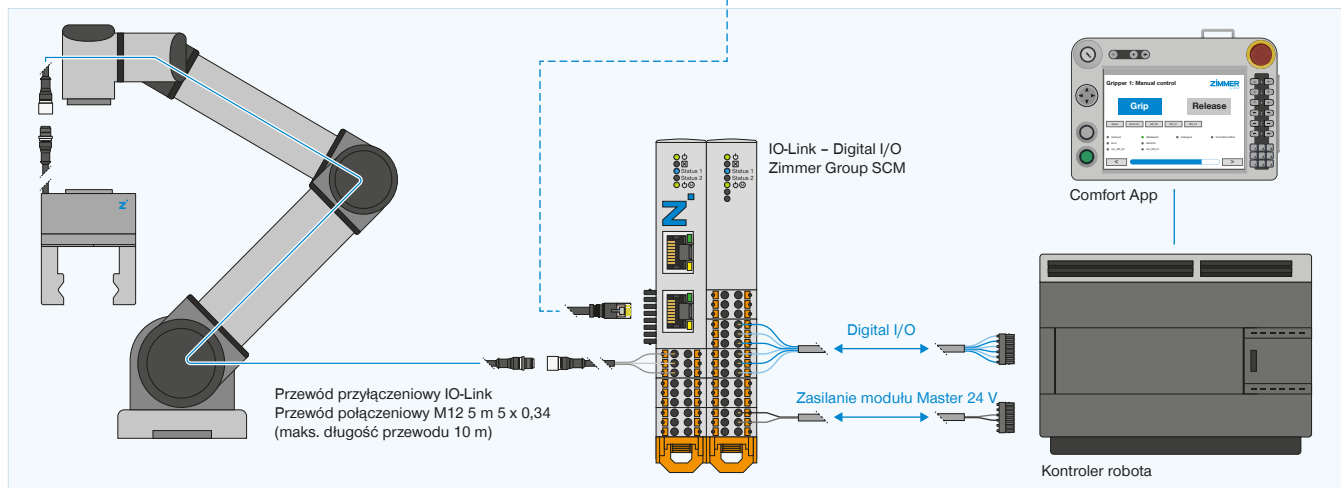 Gripper 1: Manual control
ZIMMER
Grip
Release
Comfort App
IO-Link – Digital I/O
Zimmer Group SCM
Status 1
Status 2
Status 1
Status 2
Z
Z
Digital I/O
Zasilanie modułu Master 24 V
Przewód przyłączeniowy IO-Link
Przewód połączeniowy M12 5 m 5 x 0,34
(maks. długość przewodu 10 m)
Kontroler robota